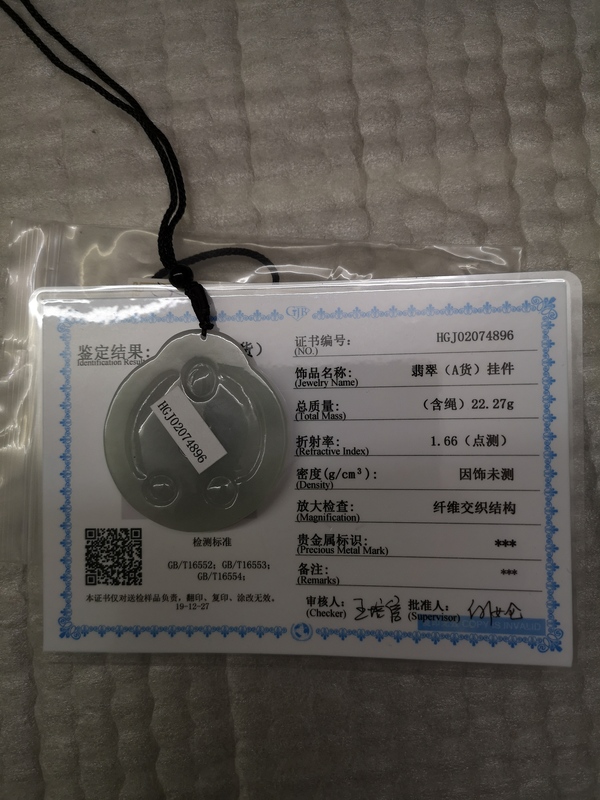 鉴定结果:
货)
Identification Result
HGJ02074896
检测标准
GB/T16552; GB/T16553;
GB/T16554;
本证书仅对送检样品负责,翻印、复印、涂改无效。
19-12-27
证书编号: HGJ02074896
(NO.)
饰品名称: 翡翠(A货)挂件
(Jewelry Name)
总质量: (含绳)22.27g
(Total Mass)
折射率: 1.66(点测)
(Refractive Index)
密度(g/cm³): 因饰未测
(Density)
放大检查: 纤维交织结构
(Magnification)
贵金属标识: ***
(Precious Metal Mark)
备注: ***
(Remarks)
审核人: 批准人:
(Checker) (Supervisor)